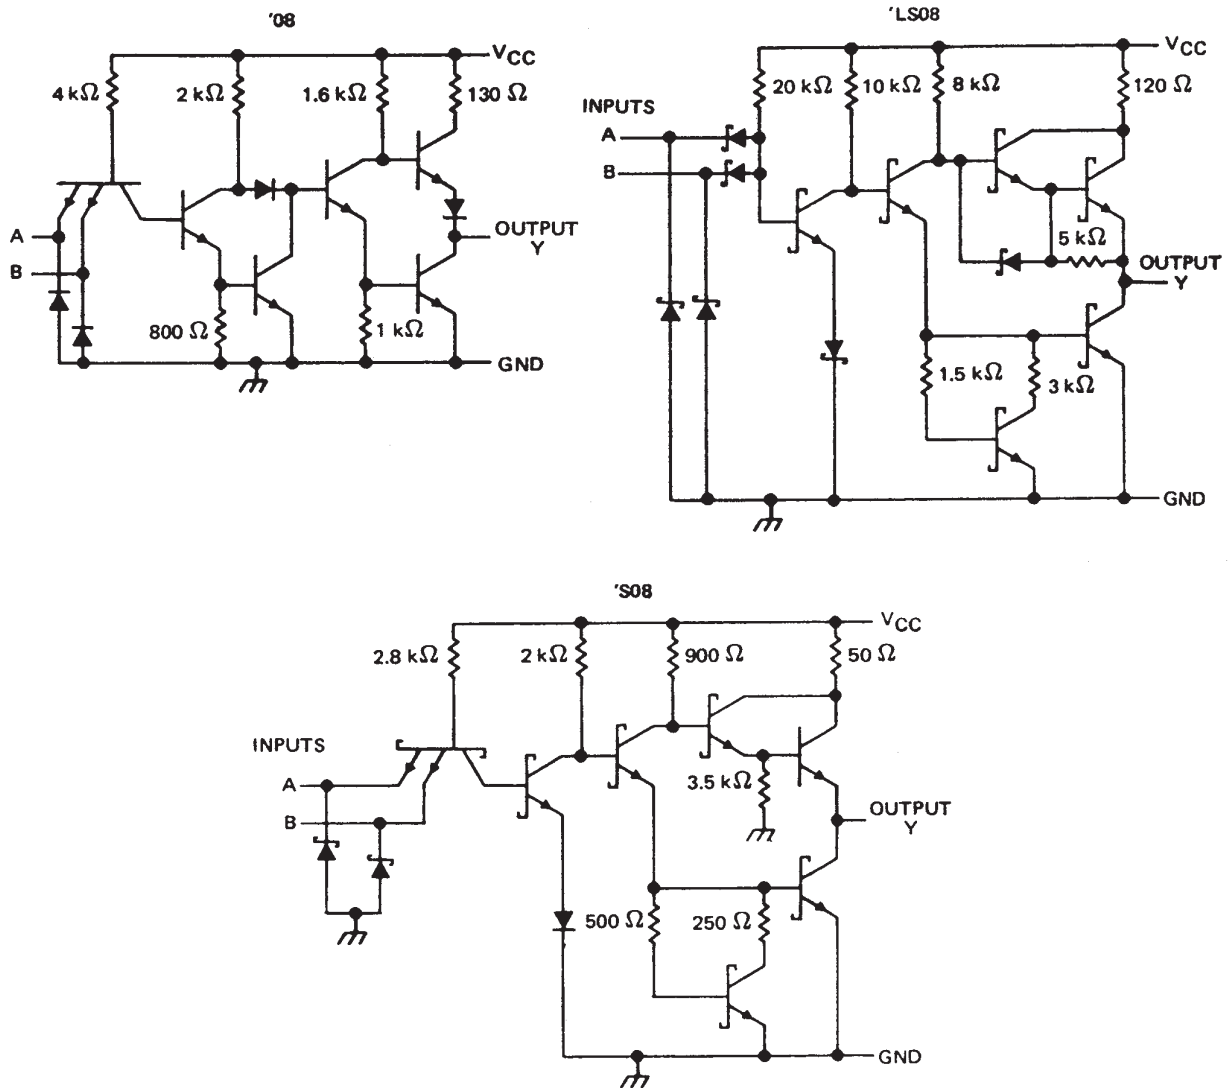 '08
VCC
4 kΩ
2 kΩ
1.6 kΩ
130 Ω
A
B
OUTPUT
Y
800 Ω
1 kΩ
GND
'LS08
VCC
20 kΩ
10 kΩ
8 kΩ
120 Ω
INPUTS
A
B
5 kΩ
OUTPUT
Y
1.5 kΩ
3 kΩ
GND
'S08
VCC
2.8 kΩ
2 kΩ
900 Ω
50 Ω
INPUTS
A
B
3.5 kΩ
OUTPUT
Y
500 Ω
250 Ω
GND